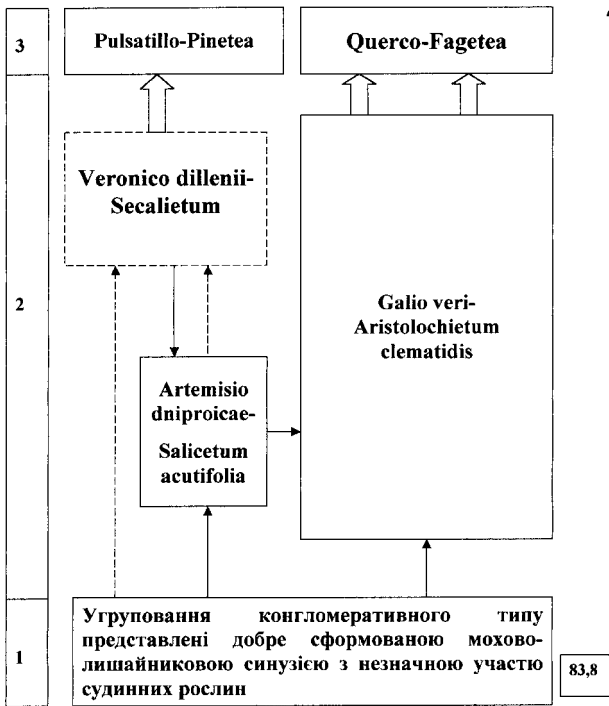 3
Pulsatillo-Pinetea
Querco-Fagetea
2
Veronico dillenii-
Secalietum
Galio veri-
Aristolochietum
clematidis
Artemisio
dniproicae-
Salicetum
acutifolia
1
Угруповання конгломеративного типу
представлені добре сформованою мохово-
лишайниковою синузією з незначною участю
судинних рослин
83,8